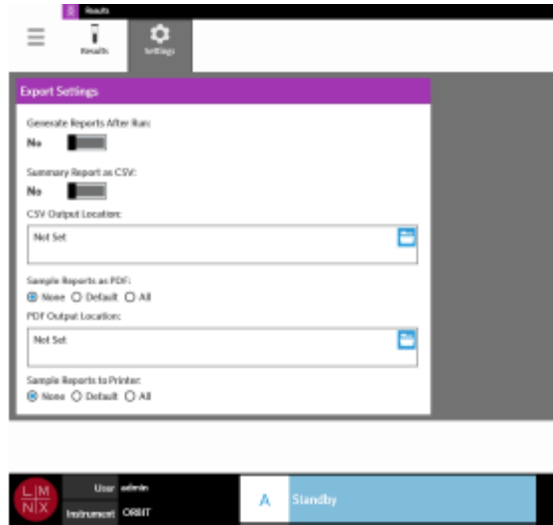 Results
Results
Settings
Export Settings
Generate Reports After Run:
No
Summary Report as CSV:
No
CSV Output Location:
Not Set
Sample Reports as PDF:
None Default All
PDF Output Location:
Not Set
Sample Reports to Printer:
None Default All
LM
NX
User admin
Instrument ORBIT
A
Standby